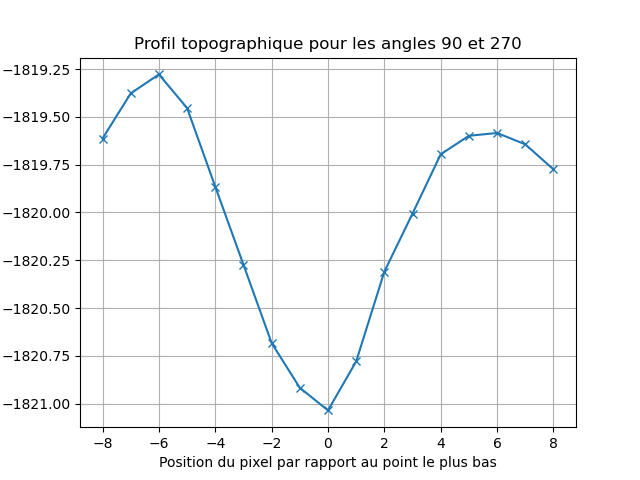 Profil topographique pour les angles 90 et 270
−1819.25
−1819.50
−1819.75
−1820.00
−1820.25
−1820.50
−1820.75
−1821.00
−8 −6 −4 −2 0 2 4 6 8
Position du pixel par rapport au point le plus bas